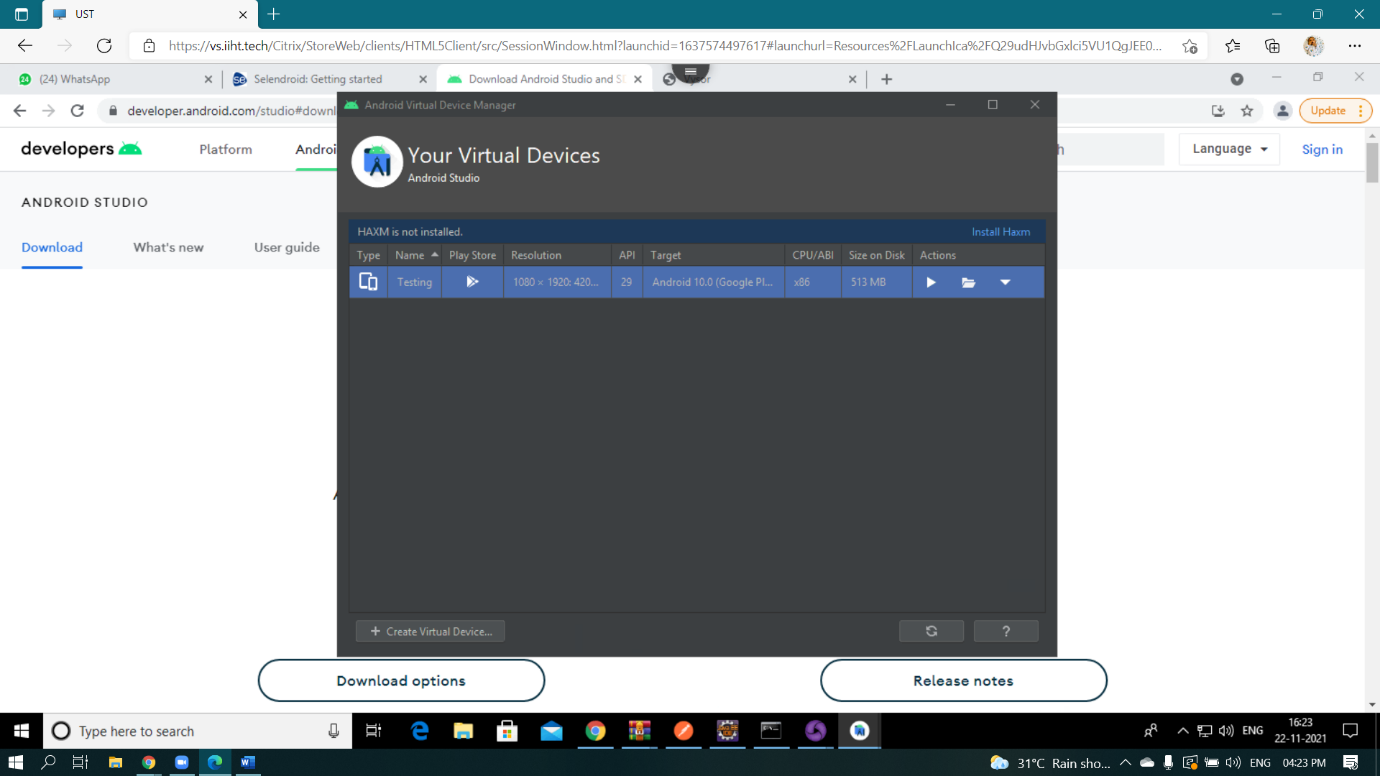 UST
https://vs.iiht.tech/Citrix/StoreWeb/clients/HTML5Client/src/SessionWindow.html?launchid=1637574497617#launchurl=Resources%2FLaunchIca%2FQ29udHJvbGxlci5VU1QgJEE0...
(24) WhatsApp
Selendroid: Getting started
Download Android Studio and S
developer.android.com/studio#downl
Update
Android Virtual Device Manager
developers
Platform
Androi
h
Language
Sign in
Your Virtual Devices
Android Studio
ANDROID STUDIO
Download
What's new
User guide
HAXM is not installed.
Install Haxm
Type
Name
Play Store
Resolution
API
Target
CPU/ABI
Size on Disk
Actions
Testing
1080 × 1920: 420...
29
Android 10.0 (Google Pl...
x86
513 MB
+ Create Virtual Device...
?
Download options
Release notes
Type here to search
ENG
16:23
22-11-2021
31°C Rain sho...
ENG
04:23 PM